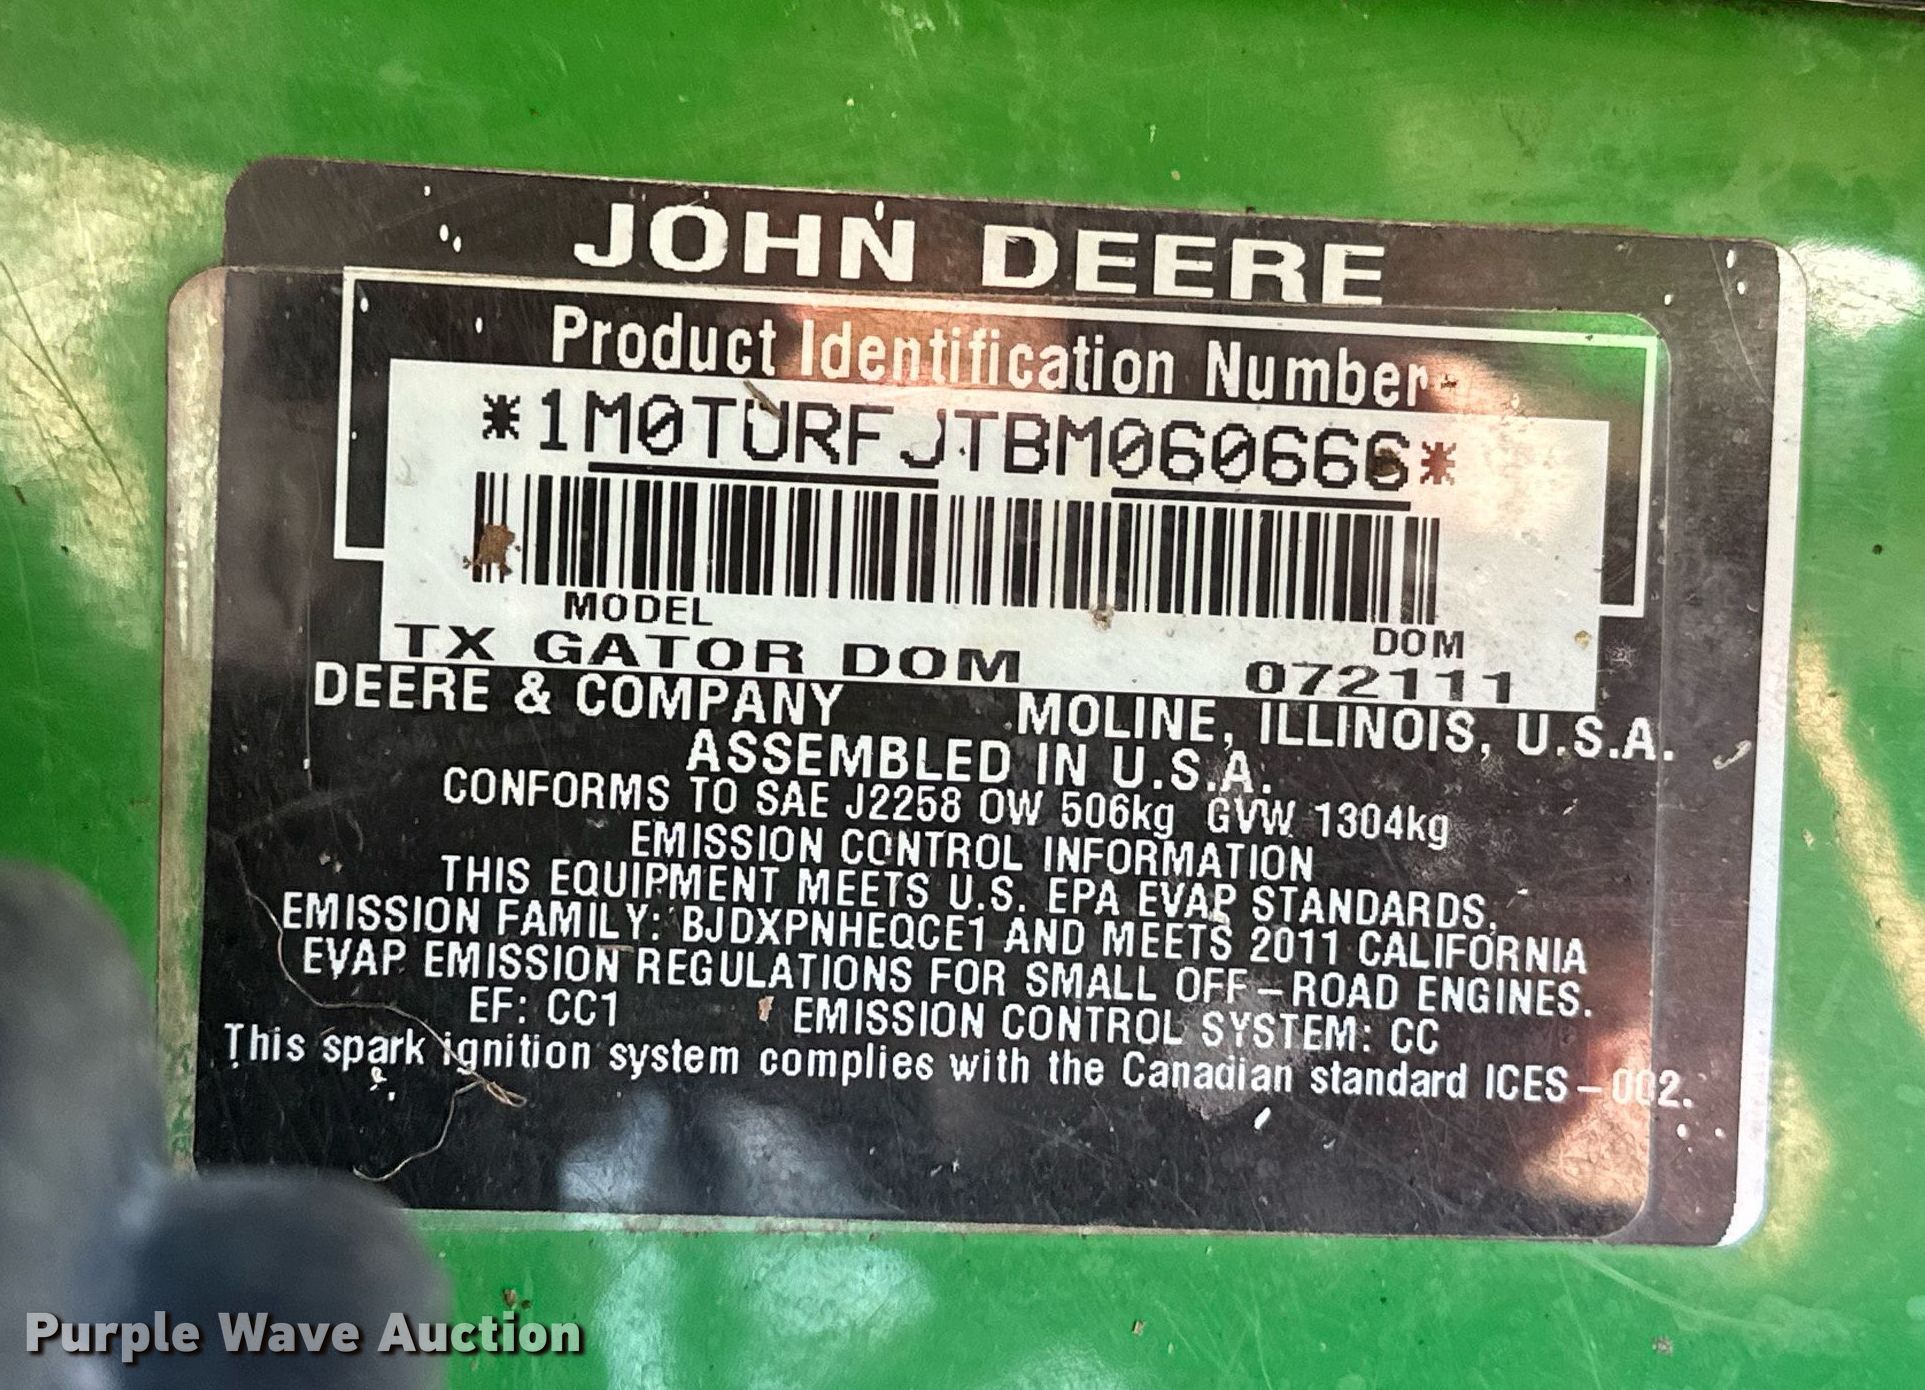 JOHN DEERE
Product Identification Number
*1M0TURFJTBM060666*
MODEL DOM
TX GATOR DOM 072111
DEERE & COMPANY MOLINE, ILLINOIS, U.S.A.
ASSEMBLED IN U.S.A.
CONFORMS TO SAE J2258 OW 506kg GVW 1304kg
EMISSION CONTROL INFORMATION
THIS EQUIPMENT MEETS U.S. EPA EVAP STANDARDS,
EMISSION FAMILY: BJDXPNHEQCE1 AND MEETS 2011 CALIFORNIA
EVAP EMISSION REGULATIONS FOR SMALL OFF-ROAD ENGINES.
EF: CC1 EMISSION CONTROL SYSTEM: CC
This spark ignition system complies with the Canadian standard ICES-002.
Purple Wave Auction